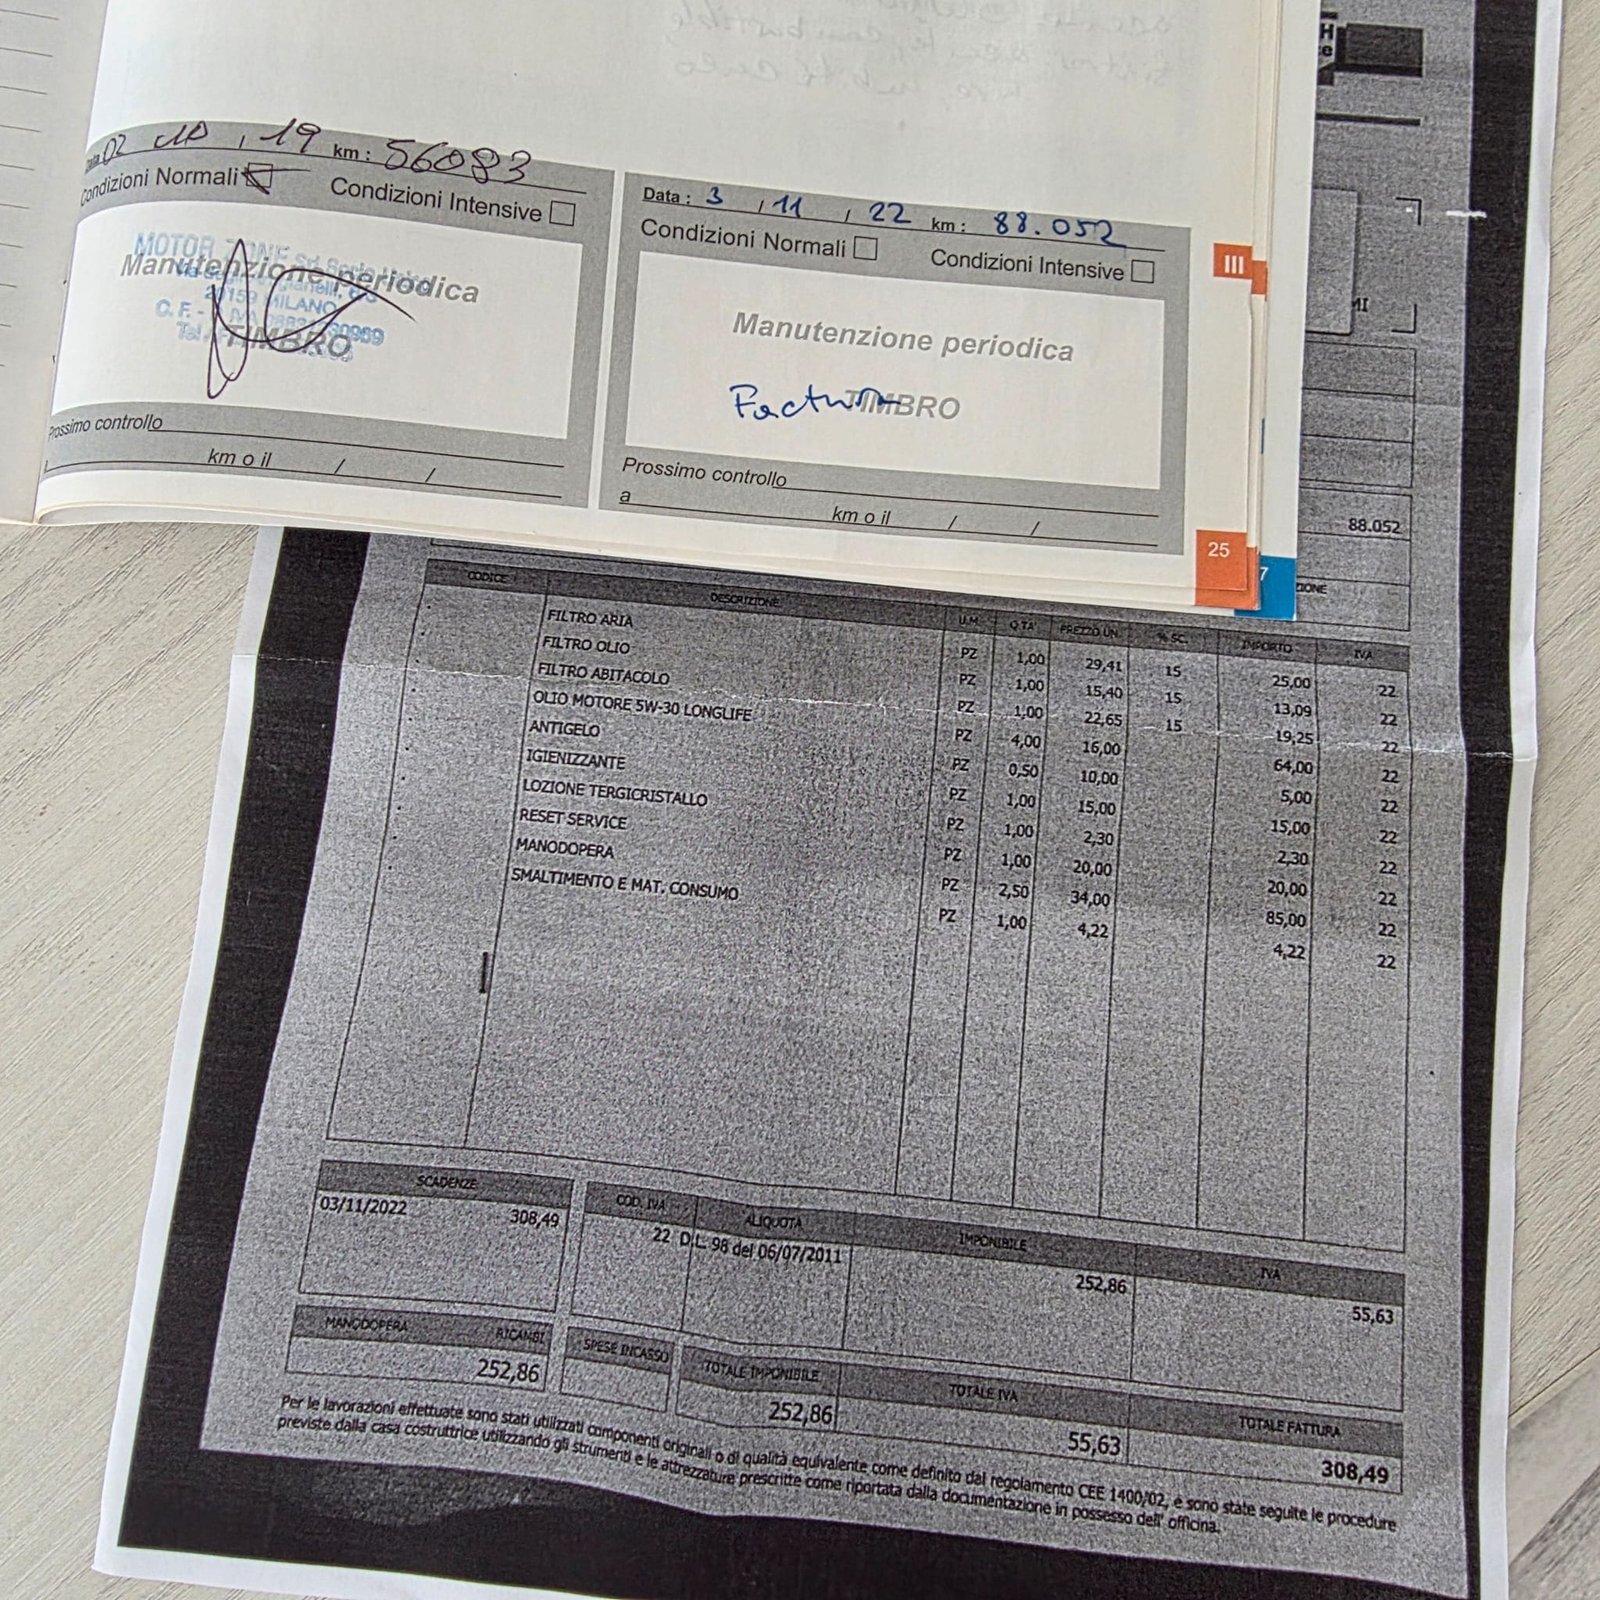 Data 02 10 , 19 km : 56083
Condizioni Normali
Condizioni Intensive
MOTOR ZONE Srl
Manutenzione periodica
20159 MILANO
C. F. -
TIMBRO
Prossimo controllo
km o il / /
Data : 3 / 11 / 22 km : 88.052
Condizioni Normali
Condizioni Intensive
Manutenzione periodica
Factura
TIMBRO
Prossimo controllo
a
km o il / /
III
25
7
MI
88.052
CODICE DESCRIZIONE U.M. Q.TA' PREZZO UN. % SC. IMPORTO IVA
FILTRO ARIA PZ 1,00 29,41 15 25,00 22
FILTRO OLIO PZ 1,00 15,40 15 13,09 22
FILTRO ABITACOLO PZ 1,00 22,65 15 19,25 22
OLIO MOTORE 5W-30 LONGLIFE PZ 4,00 16,00 64,00 22
ANTIGELO PZ 0,50 10,00 5,00 22
IGIENIZZANTE PZ 1,00 15,00 15,00 22
LOZIONE TERGICRISTALLO PZ 1,00 2,30 2,30 22
RESET SERVICE PZ 1,00 20,00 20,00 22
MANODOPERA PZ 2,50 34,00 85,00 22
SMALTIMENTO E MAT. CONSUMO PZ 1,00 4,22 4,22 22
SCADENZE
03/11/2022 308,49
COD. IVA ALIQUOTA IMPONIBILE IVA
22 D.L. 98 del 06/07/2011 252,86 55,63
MANODOPERA RICAMBI
252,86
SPESE INCASSO
TOTALE IMPONIBILE TOTALE IVA TOTALE FATTURA
252,86 55,63 308,49
Per le lavorazioni effettuate sono stati utilizzati componenti originali o di qualità equivalente come definito dal regolamento CEE 1400/02, e sono state seguite le procedure
previste dalla casa costruttrice utilizzando gli strumenti e le attrezzature prescritte come riportata dalla documentazione in possesso dell' officina.